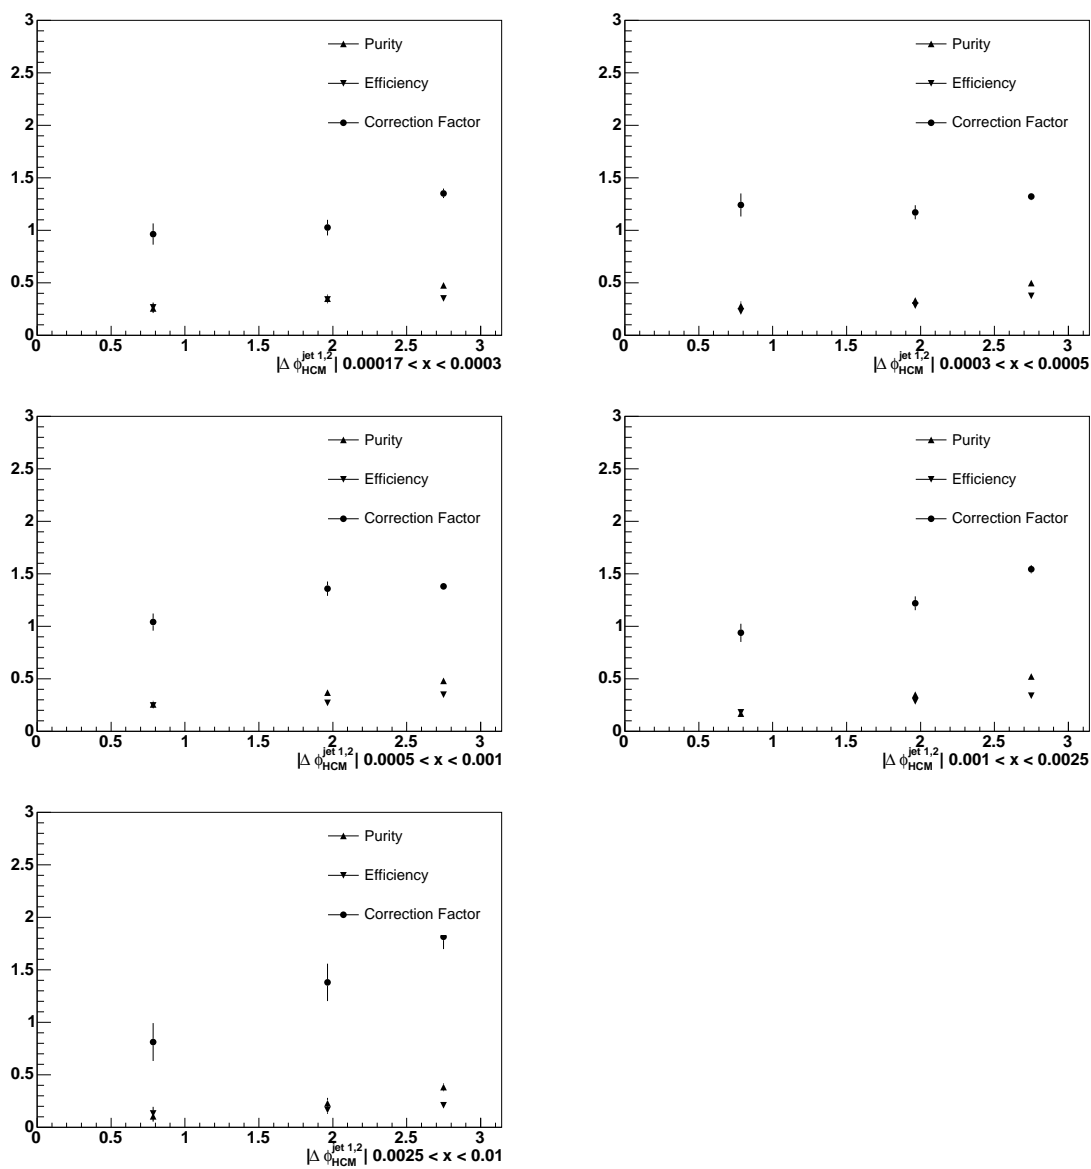 3
2.5
2
1.5
1
0.5
0
Purity
Efficiency
Correction Factor
0 0.5 1 1.5 2 2.5 3
|Δ ϕ_HCM^jet 1,2| 0.00017 < x < 0.0003
3
2.5
2
1.5
1
0.5
0
Purity
Efficiency
Correction Factor
0 0.5 1 1.5 2 2.5 3
|Δ ϕ_HCM^jet 1,2| 0.0003 < x < 0.0005
3
2.5
2
1.5
1
0.5
0
Purity
Efficiency
Correction Factor
0 0.5 1 1.5 2 2.5 3
|Δ ϕ_HCM^jet 1,2| 0.0005 < x < 0.001
3
2.5
2
1.5
1
0.5
0
Purity
Efficiency
Correction Factor
0 0.5 1 1.5 2 2.5 3
|Δ ϕ_HCM^jet 1,2| 0.001 < x < 0.0025
3
2.5
2
1.5
1
0.5
0
Purity
Efficiency
Correction Factor
0 0.5 1 1.5 2 2.5 3
|Δ ϕ_HCM^jet 1,2| 0.0025 < x < 0.01